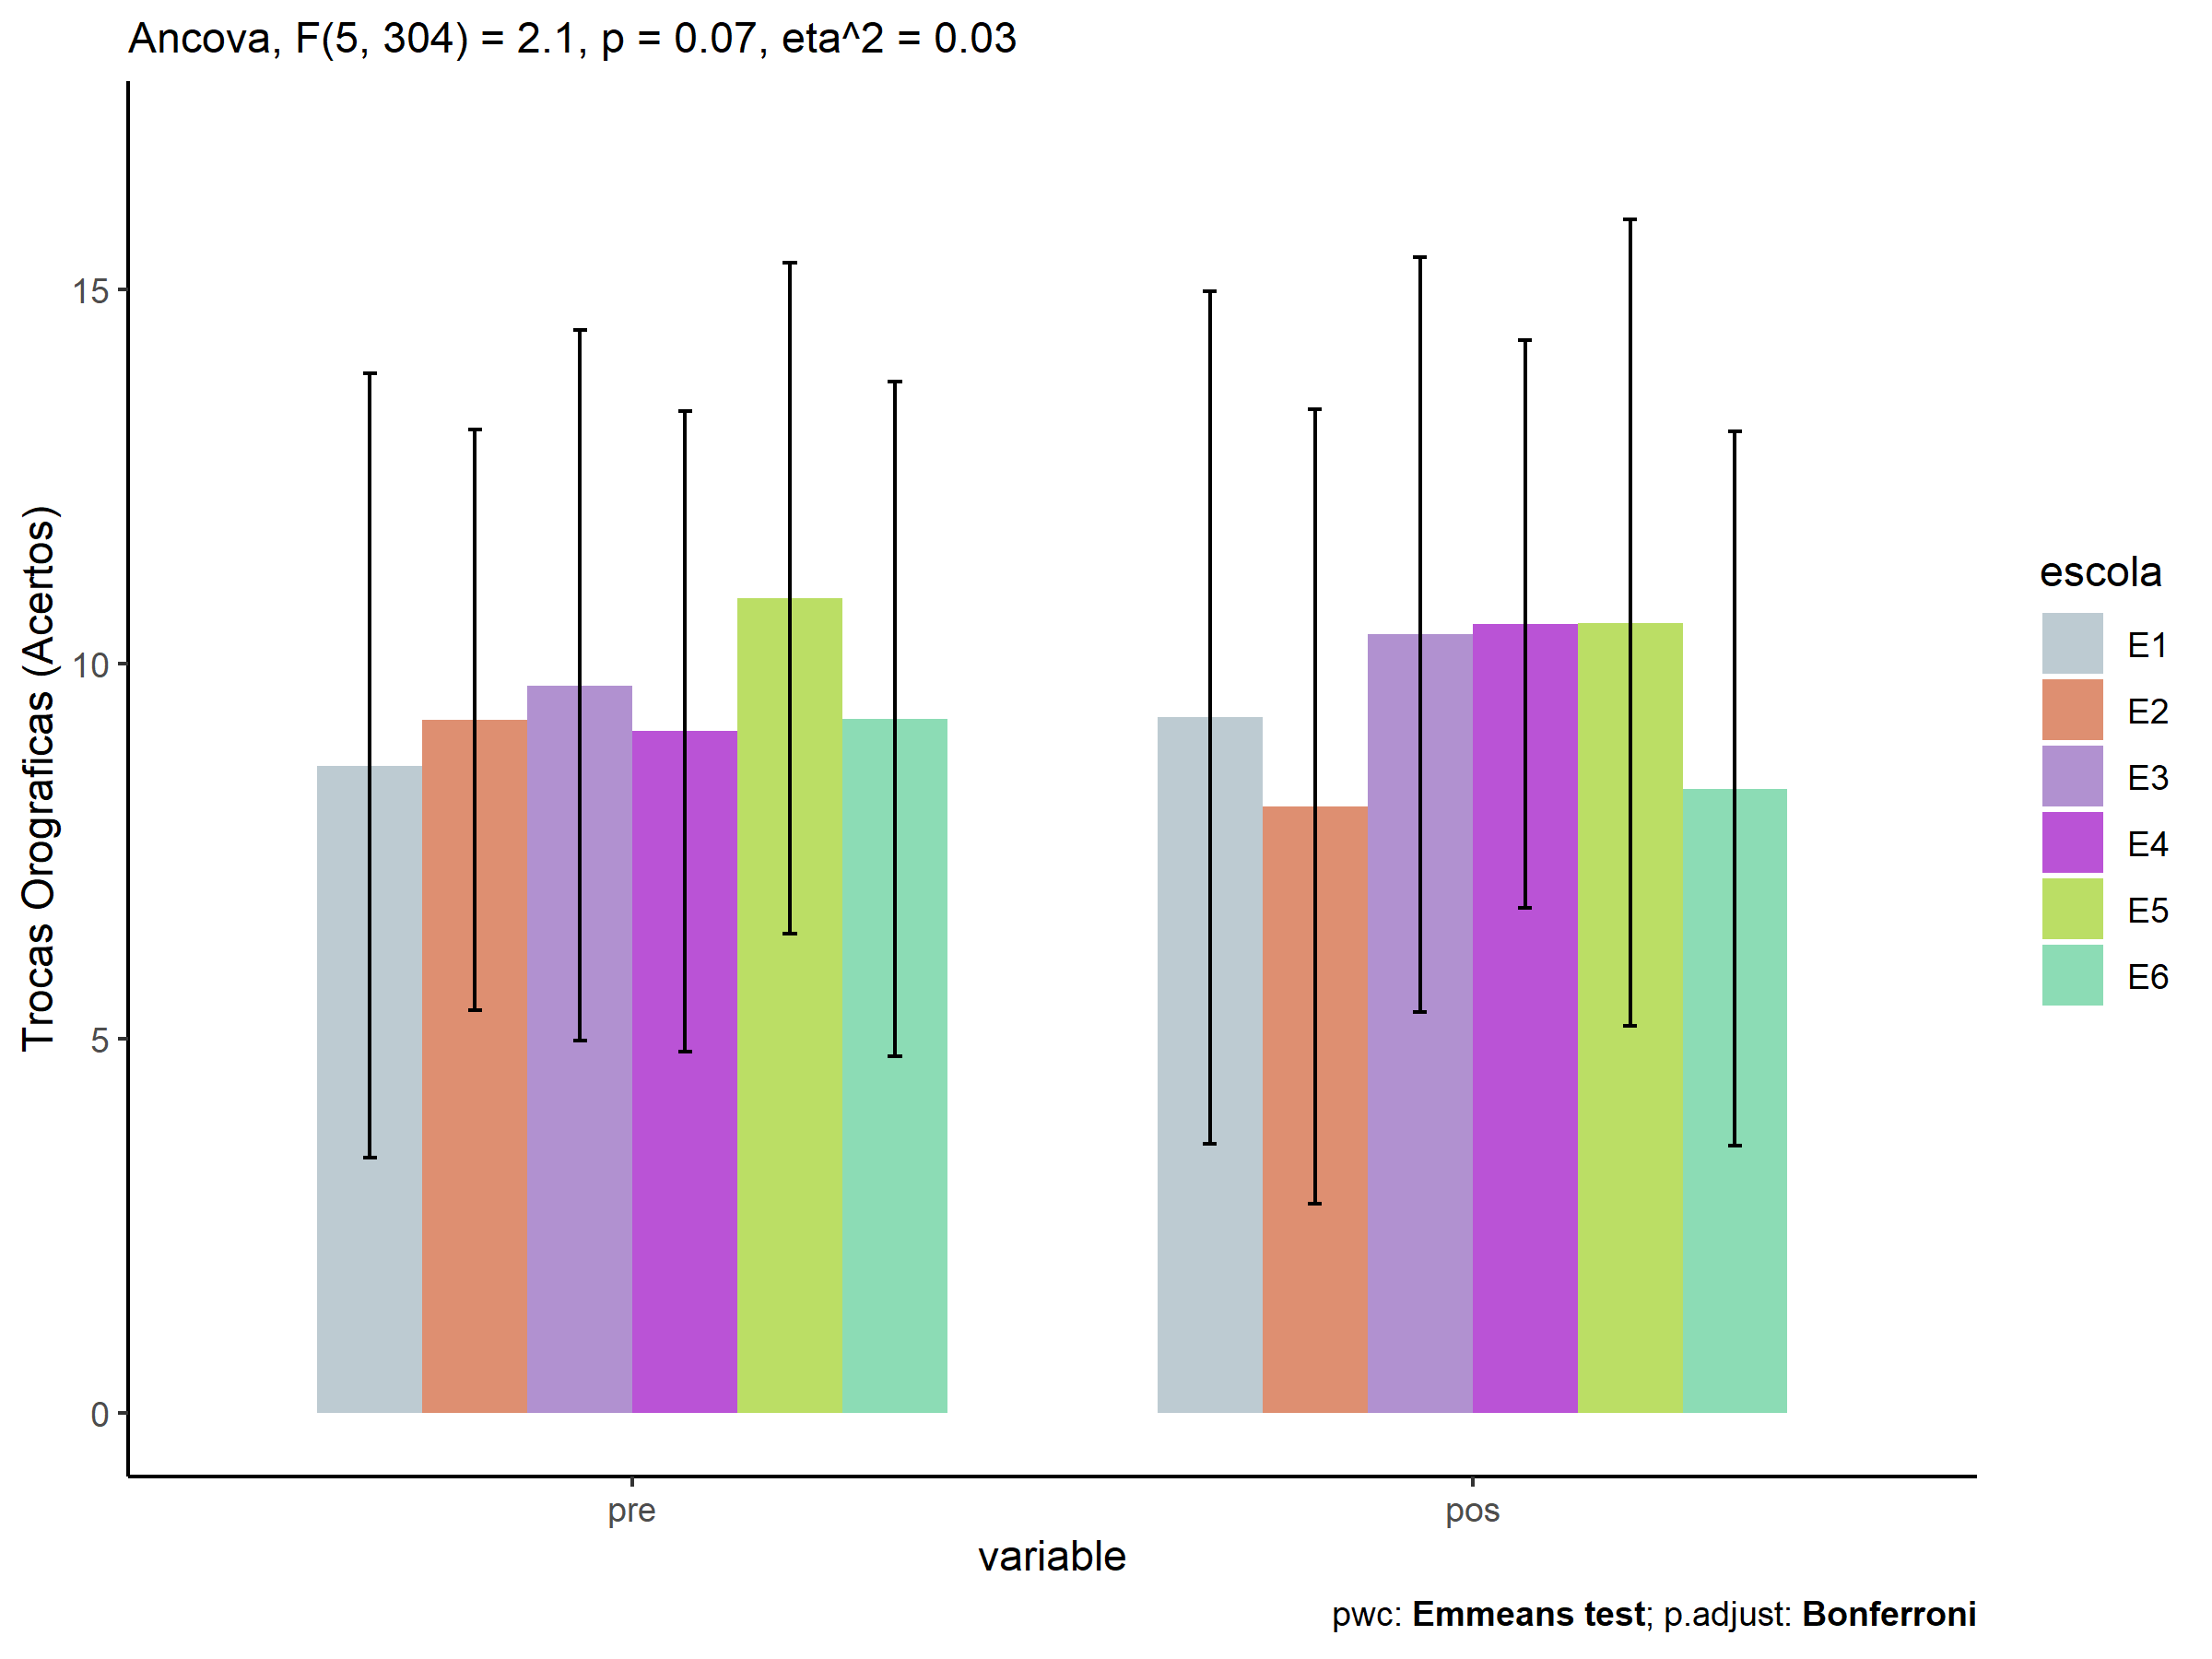 Ancova, F(5, 304) = 2.1, p = 0.07, eta^2 = 0.03
Trocas Orograficas (Acertos)
15
10
5
0
pre
pos
variable
escola
E1
E2
E3
E4
E5
E6
pwc: Emmeans test; p.adjust: Bonferroni